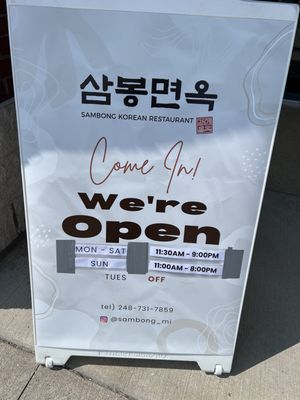 삼봉면옥
SAMBONG KOREAN RESTAURANT
Come In!
We're
Open
MON - SAT 11:30AM - 9:00PM
SUN 11:00AM - 8:00PM
TUES OFF
tel) 248-731-7859
@sambong_mi